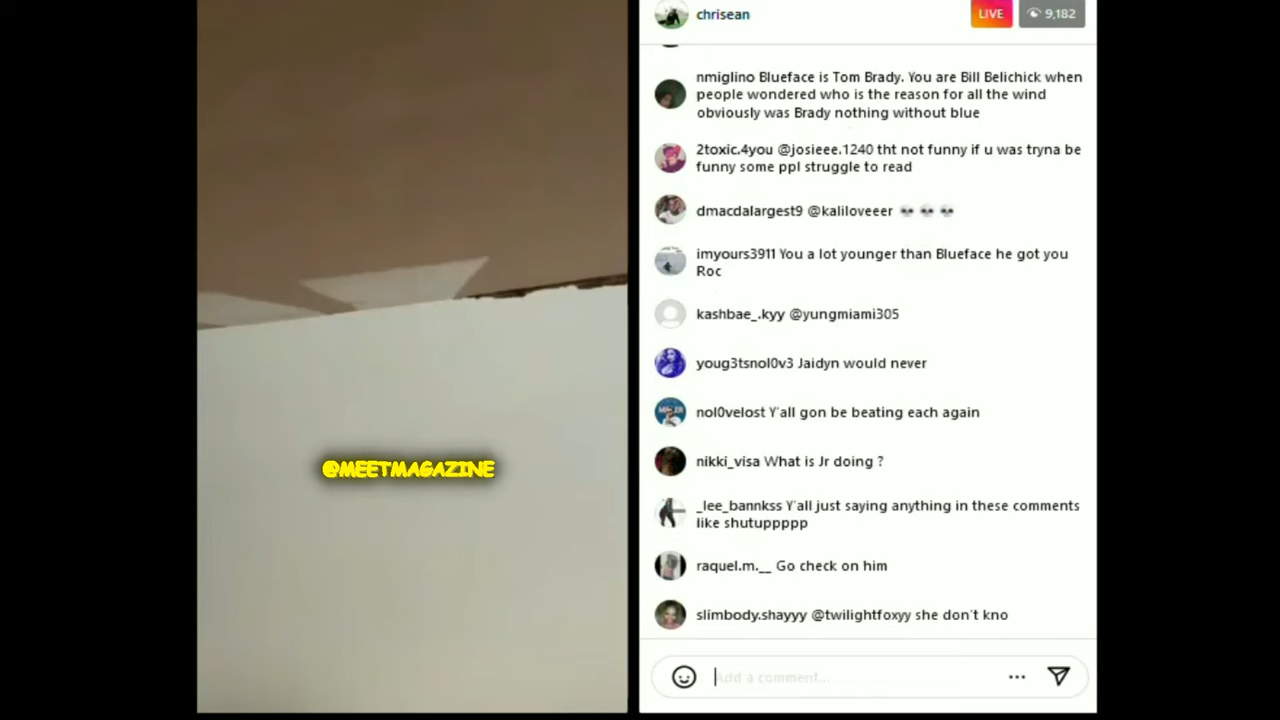 chrisean
LIVE
9,182
nmiglino Blueface is Tom Brady. You are Bill Belichick when
people wondered who is the reason for all the wind
obviously was Brady nothing without blue
2toxic.4you @josieee.1240 tht not funny if u was tryna be
funny some ppl struggle to read
dmacdalargest9 @kaliloveeer 💀 💀 💀
imyours3911 You a lot younger than Blueface he got you
Roc
kashbae_.kyy @yungmiami305
youg3tsnol0v3 Jaidyn would never
nol0velost Y'all gon be beating each again
nikki_visa What is Jr doing ?
_lee_bannkss Y'all just saying anything in these comments
like shutuppppp
raquel.m.__ Go check on him
slimbody.shayyy @twilightfoxyy she don't kno
Add a comment...
@MEETMAGAZINE